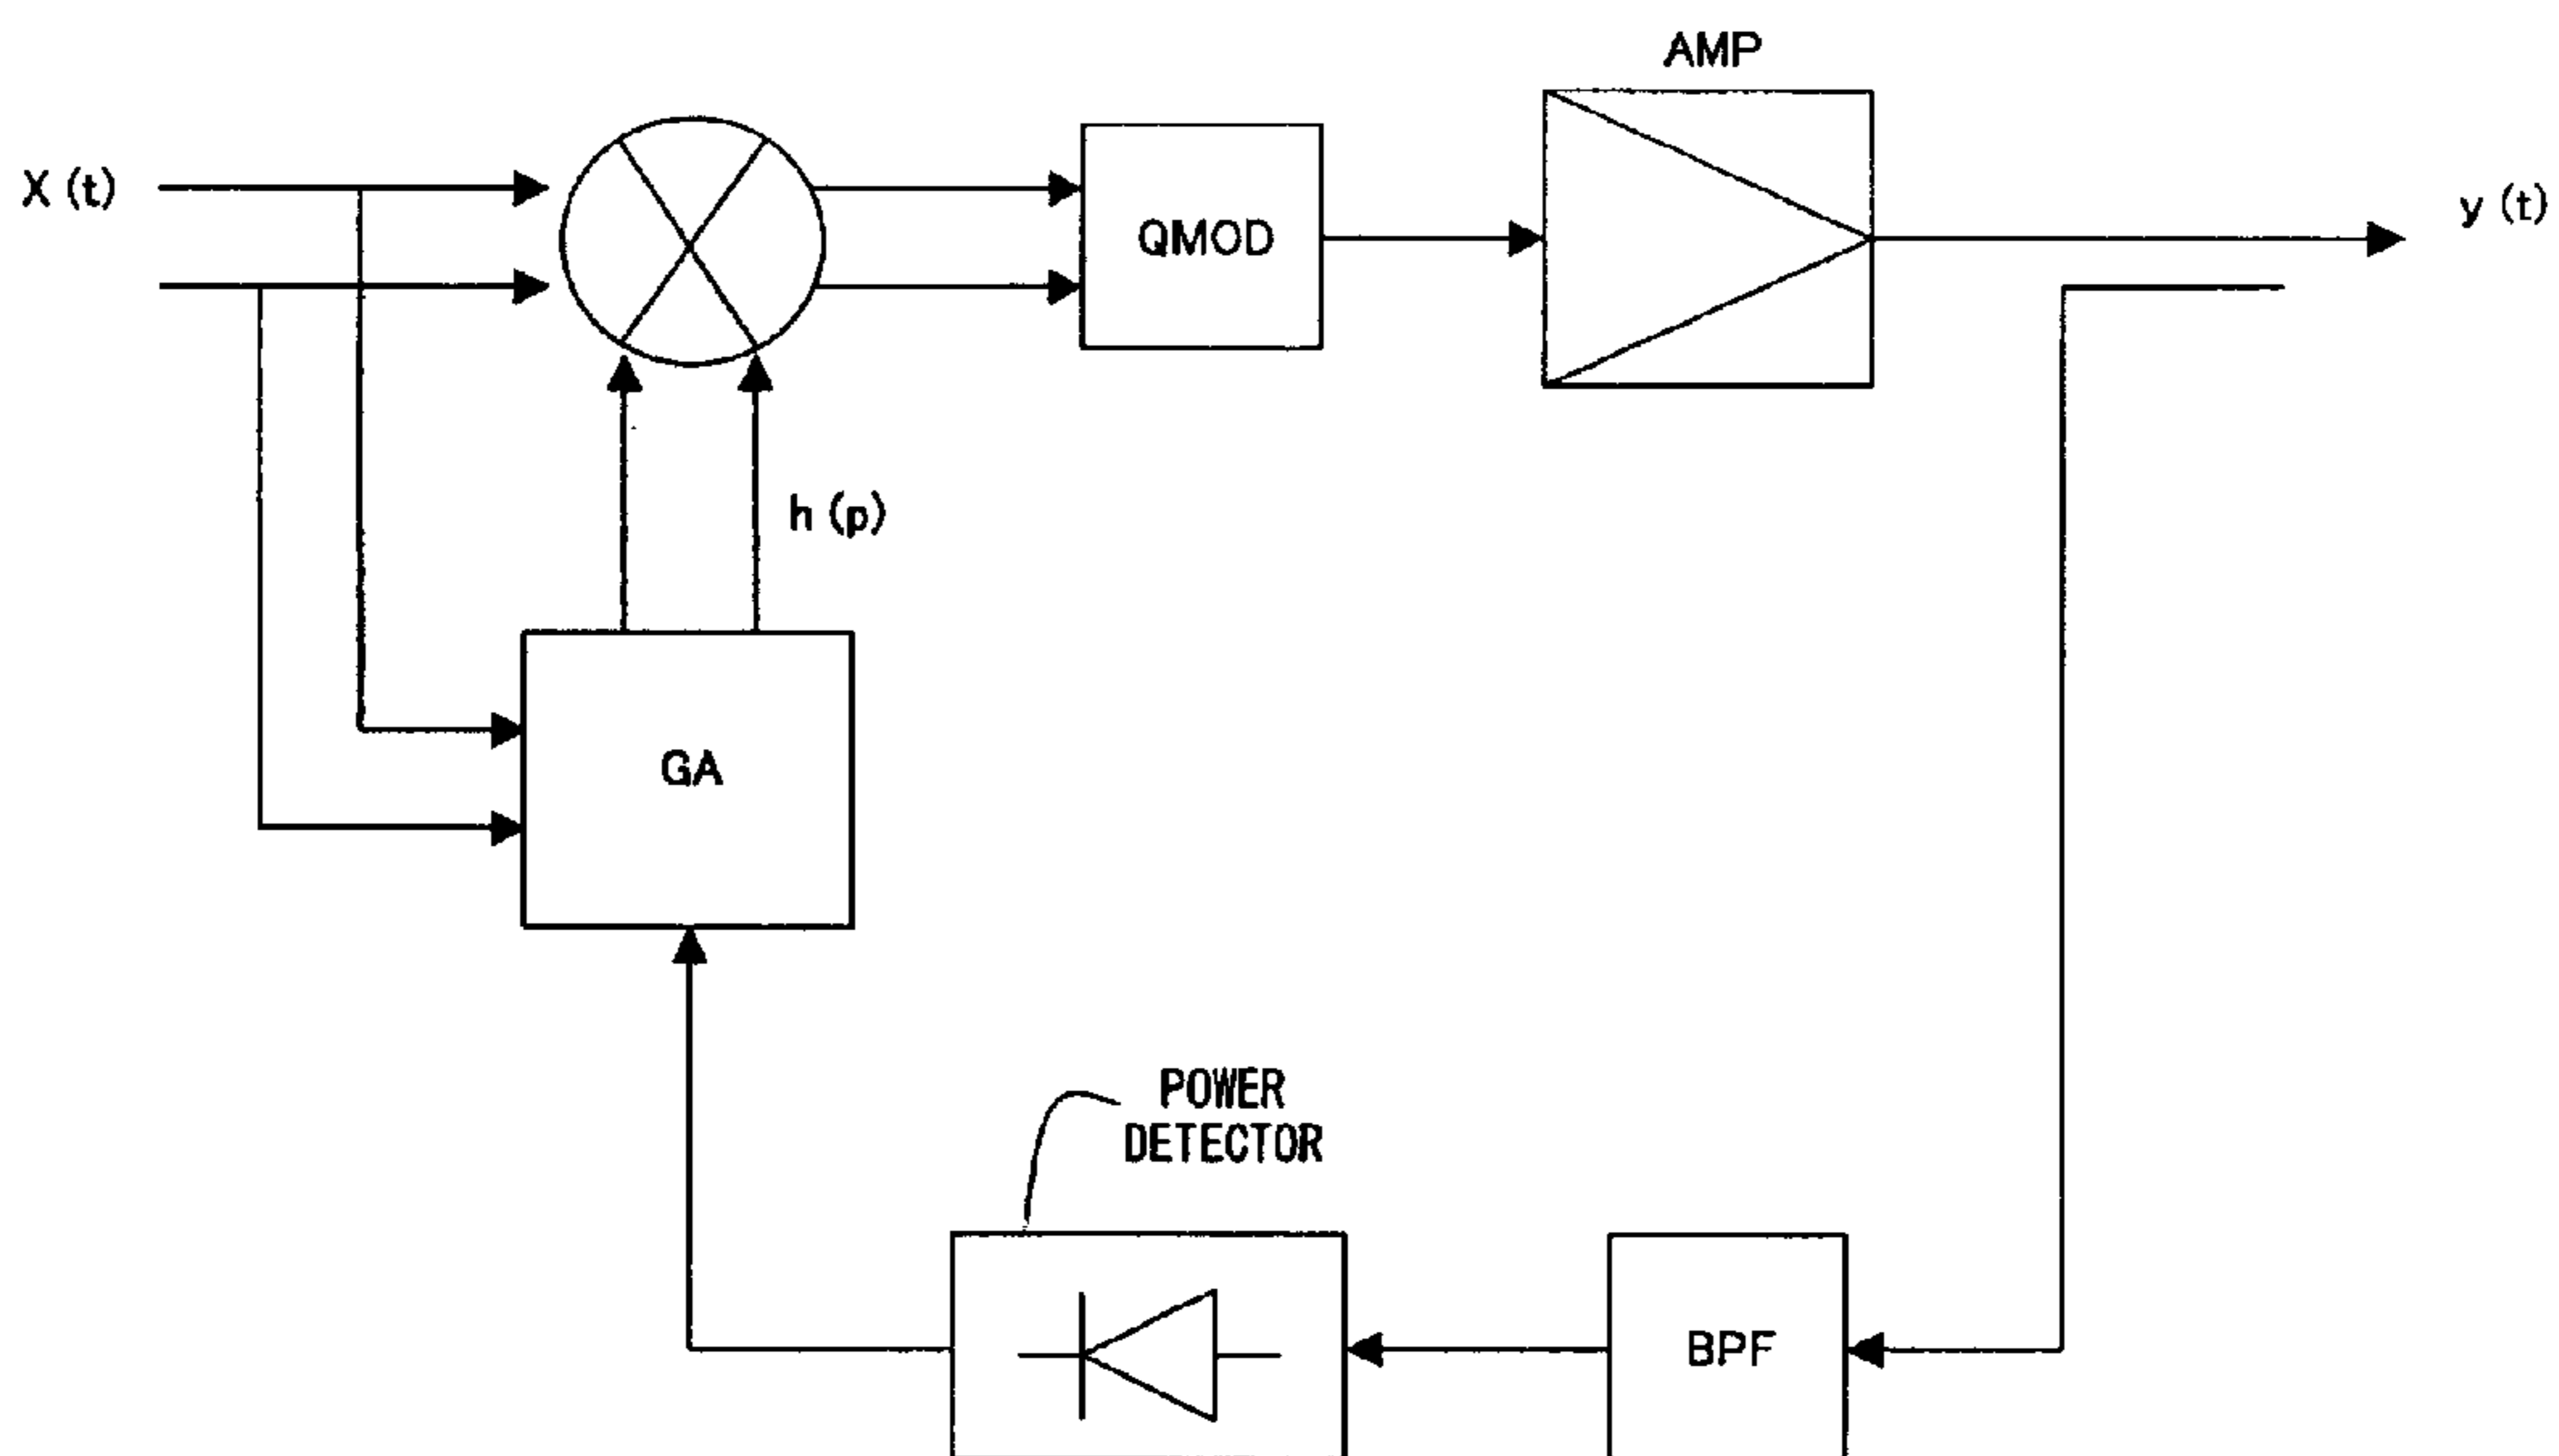 AMP
X (t)
QMOD
y (t)
h (p)
GA
POWER
DETECTOR
BPF